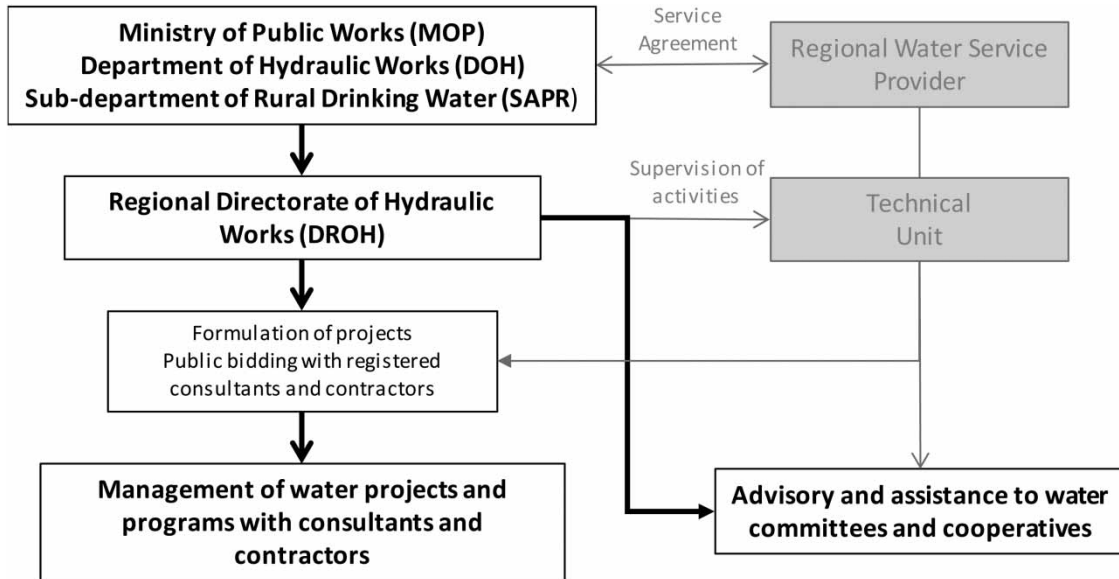 Ministry of Public Works (MOP)
Department of Hydraulic Works (DOH)
Sub-department of Rural Drinking Water (SAPR)
Service
Agreement
Regional Water Service
Provider
Regional Directorate of Hydraulic
Works (DROH)
Supervision of
activities
Technical
Unit
Formulation of projects
Public bidding with registered
consultants and contractors
Management of water projects and
programs with consultants and
contractors
Advisory and assistance to water
committees and cooperatives